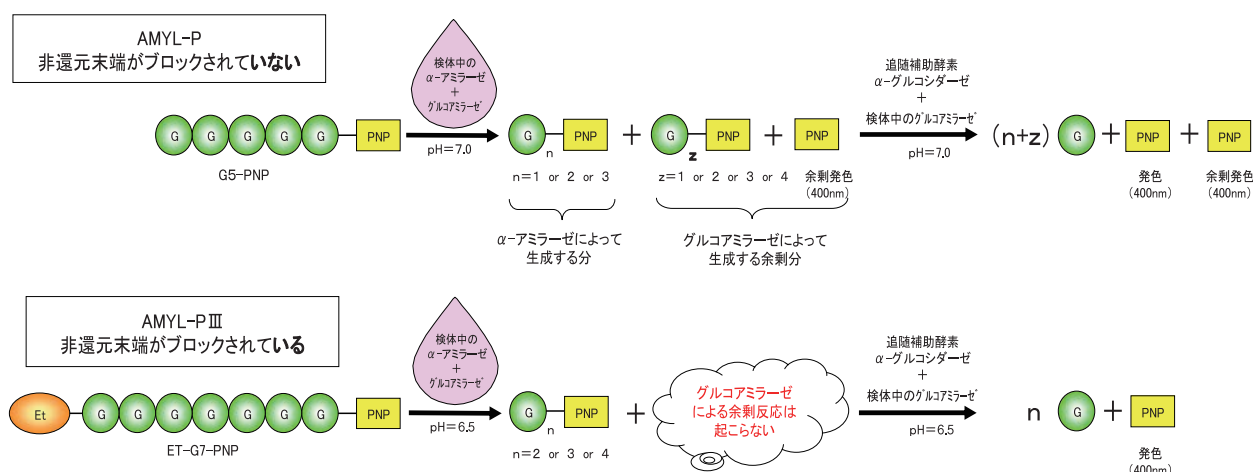 AMYL-P
非還元末端がブロックされていない
G G G G G PNP
G5-PNP
検体中の
α-アミラーゼ
+
グルコアミラーゼ
pH=7.0
G n PNP
+
G z PNP
+
PNP
n=1 or 2 or 3
z=1 or 2 or 3 or 4
余剰発色
(400nm)
α-アミラーゼによって
生成する分
グルコアミラーゼによって
生成する余剰分
追随補助酵素
α-グルコシダーゼ
+
検体中のグルコアミラーゼ
pH=7.0
(n+z) G + PNP + PNP
発色
(400nm)
余剰発色
(400nm)
AMYL-PⅢ
非還元末端がブロックされている
Et G G G G G G G PNP
ET-G7-PNP
検体中の
α-アミラーゼ
+
グルコアミラーゼ
pH=6.5
G n PNP
+
n=2 or 3 or 4
グルコアミラーゼ
による余剰反応は
起こらない
追随補助酵素
α-グルコシダーゼ
+
検体中のグルコアミラーゼ
pH=6.5
n G + PNP
発色
(400nm)